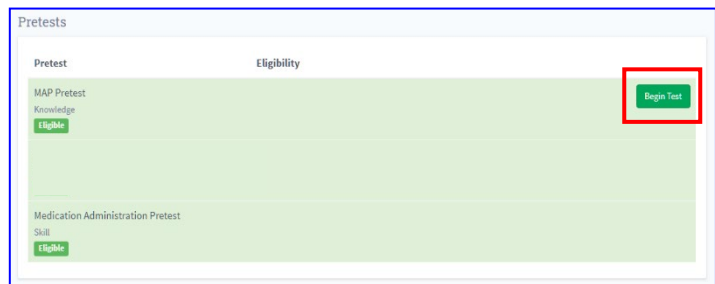 Pretests
Pretest Eligibility
MAP Pretest
Knowledge
Eligible
Begin Test
Medication Administration Pretest
Skill
Eligible